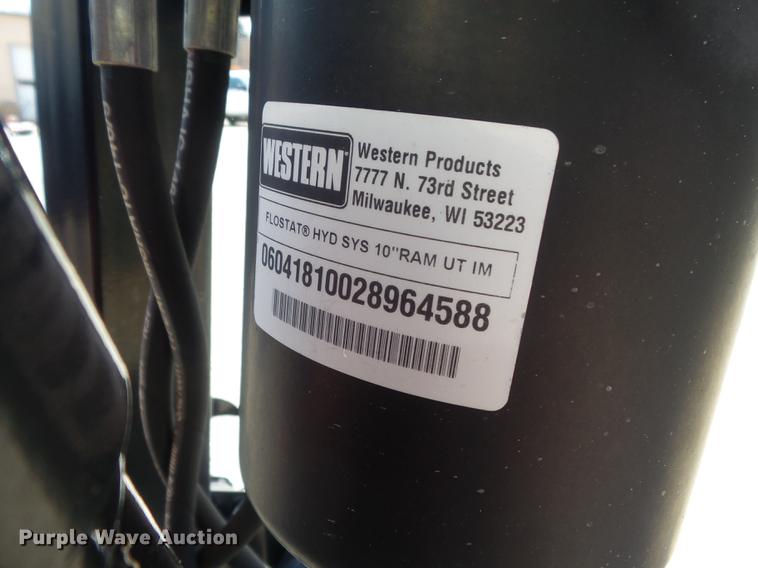 WESTERN
Western Products
7777 N. 73rd Street
Milwaukee, WI 53223
FLOSTAT® HYD SYS 10"RAM UT IM
06041810028964588
Purple Wave Auction